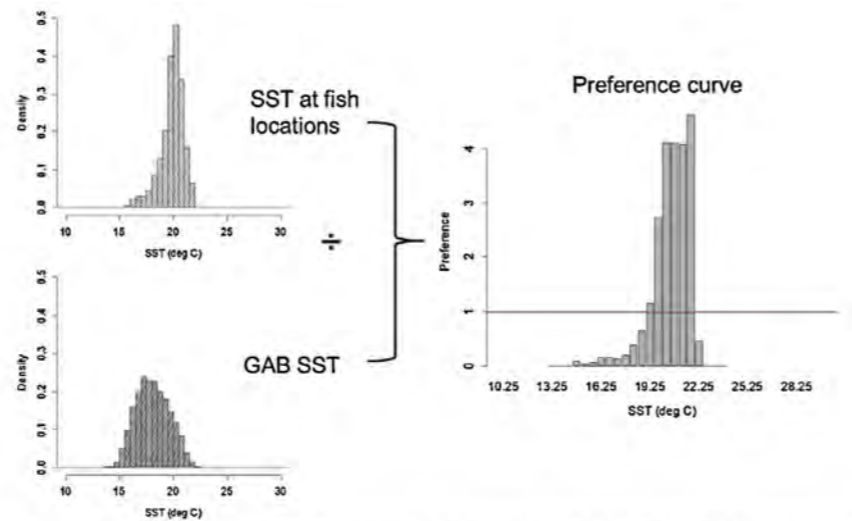 0.5
0.4
0.3
0.2
0.1
0.0
Density
10 15 20 25 30
SST (deg C)
SST at fish
locations
÷
0.5
0.4
0.3
0.2
0.1
0.0
Density
10 15 20 25 30
SST (deg C)
GAB SST
Preference curve
4
3
2
1
0
Preference
10.25 13.25 16.25 19.25 22.25 25.25 28.25
SST (deg C)